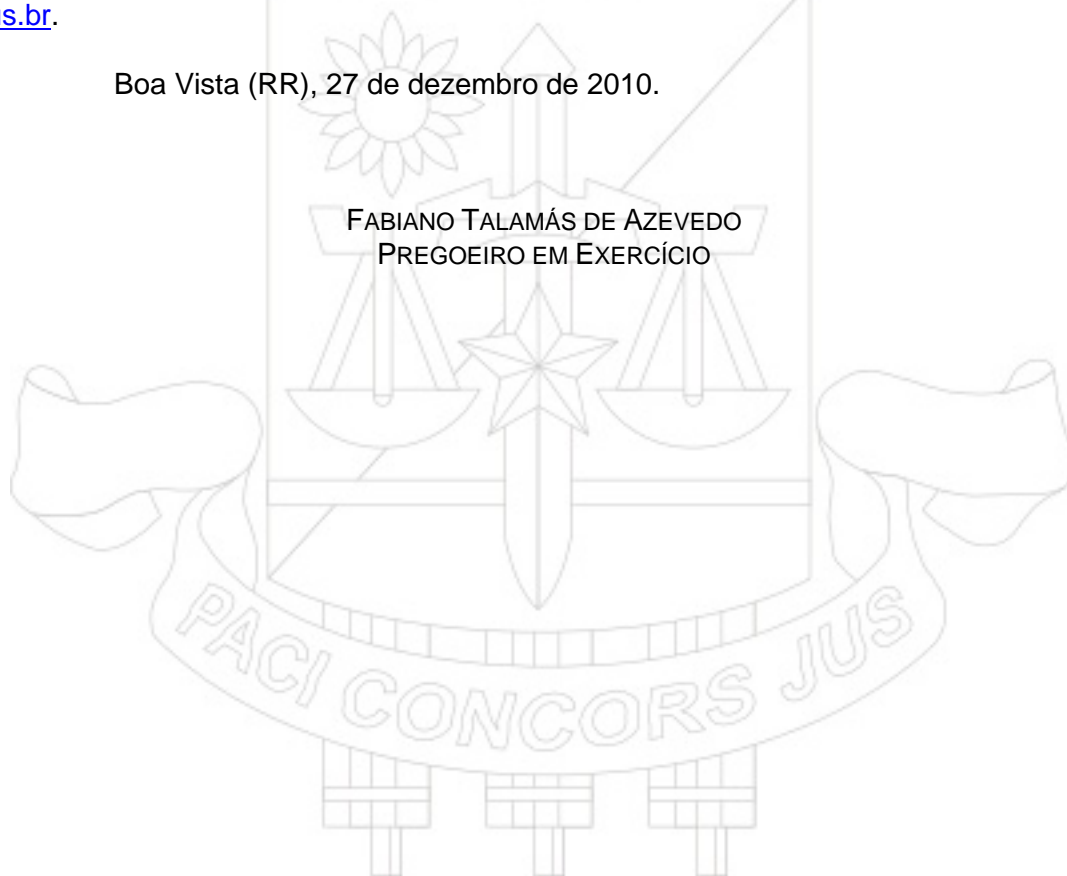 us.br.
Boa Vista (RR), 27 de dezembro de 2010.
FABIANO TALAMÁS DE AZEVEDO
PREGOEIRO EM EXERCÍCIO
PACI CONCORS JUS